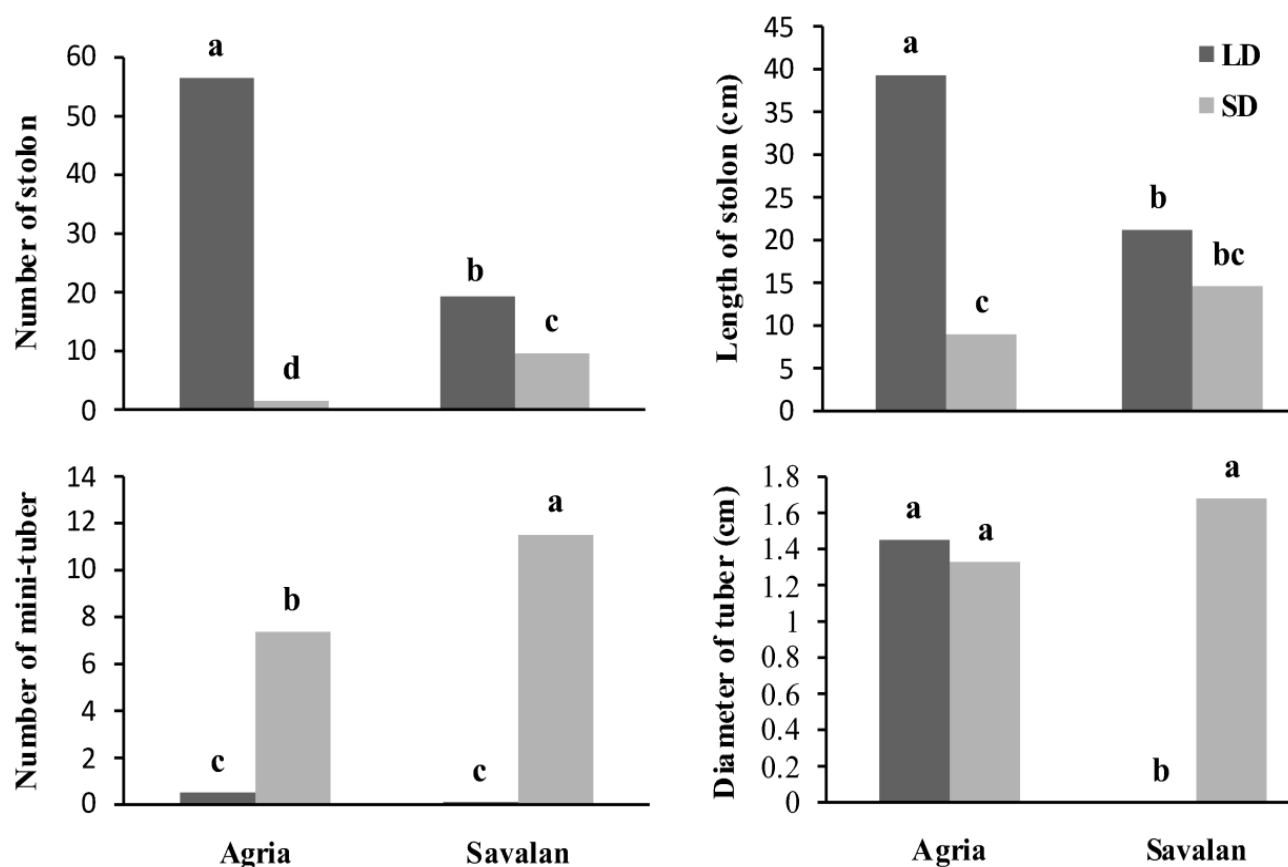 Number of stolon
60
50
40
30
20
10
0
a
d
b
c
Length of stolon (cm)
45
40
35
30
25
20
15
10
5
0
a
c
b
bc
LD
SD
Number of mini-tuber
14
12
10
8
6
4
2
0
c
b
c
a
Agria
Savalan
Diameter of tuber (cm)
1.8
1.6
1.4
1.2
1
0.8
0.6
0.4
0.2
0
a
a
b
a
Agria
Savalan